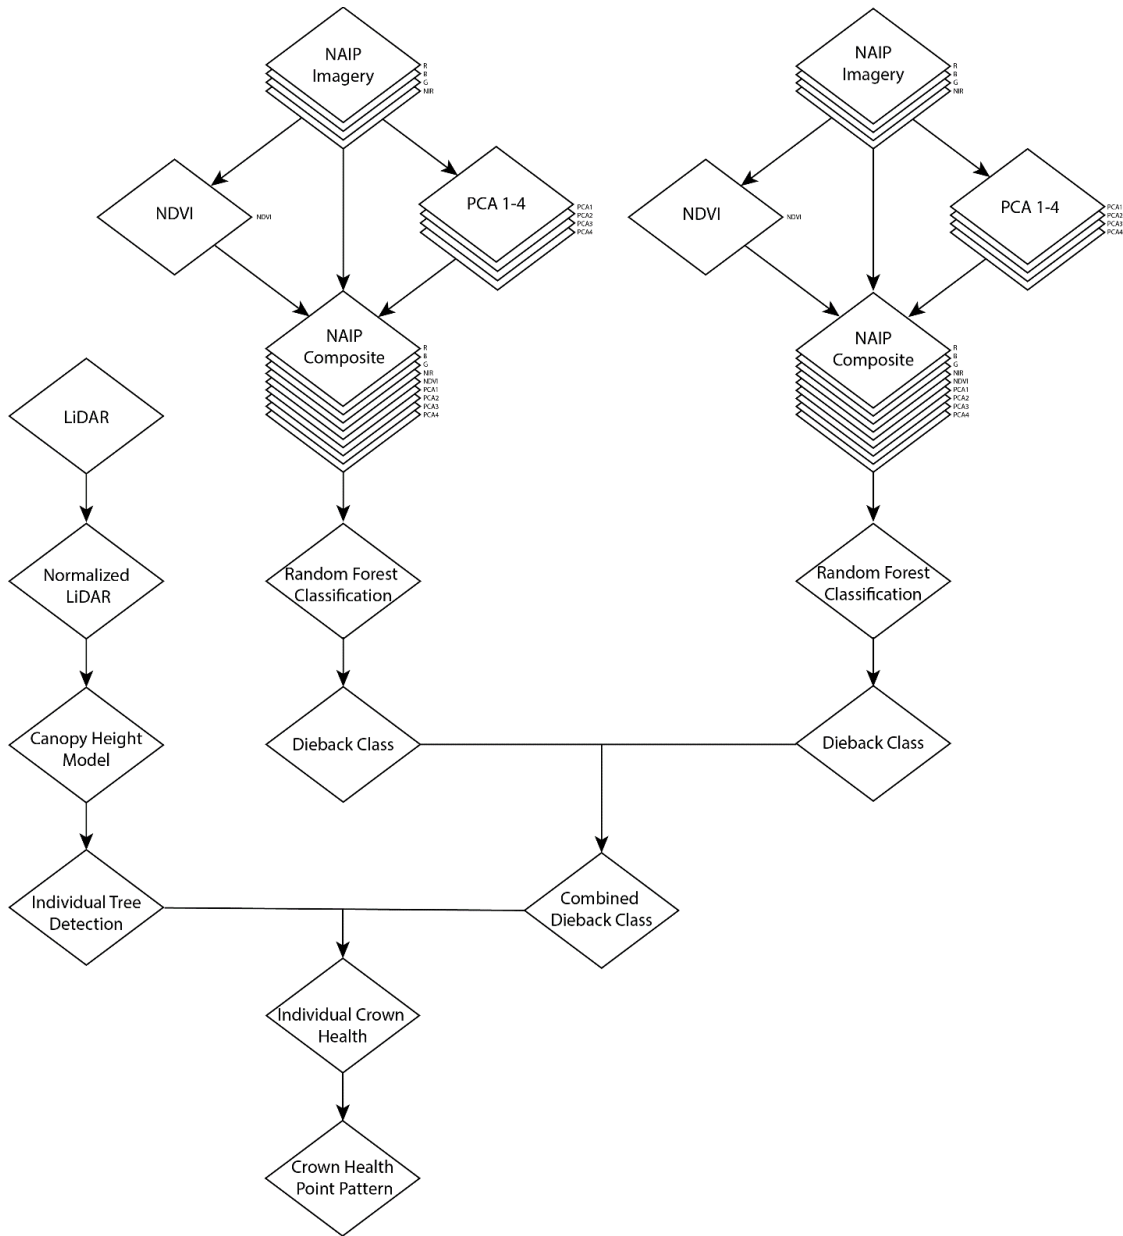 NAIP
Imagery
R
B
G
NIR
NAIP
Imagery
R
B
G
NIR
NDVI
NDVI
PCA 1-4
PCA1
PCA2
PCA3
PCA4
NDVI
NDVI
PCA 1-4
PCA1
PCA2
PCA3
PCA4
NAIP
Composite
R
B
G
NIR
NDVI
PCA1
PCA2
PCA3
PCA4
NAIP
Composite
R
B
G
NIR
NDVI
PCA1
PCA2
PCA3
PCA4
LiDAR
Normalized
LiDAR
Random Forest
Classification
Random Forest
Classification
Canopy Height
Model
Dieback Class
Dieback Class
Individual Tree
Detection
Combined
Dieback Class
Individual Crown
Health
Crown Health
Point Pattern